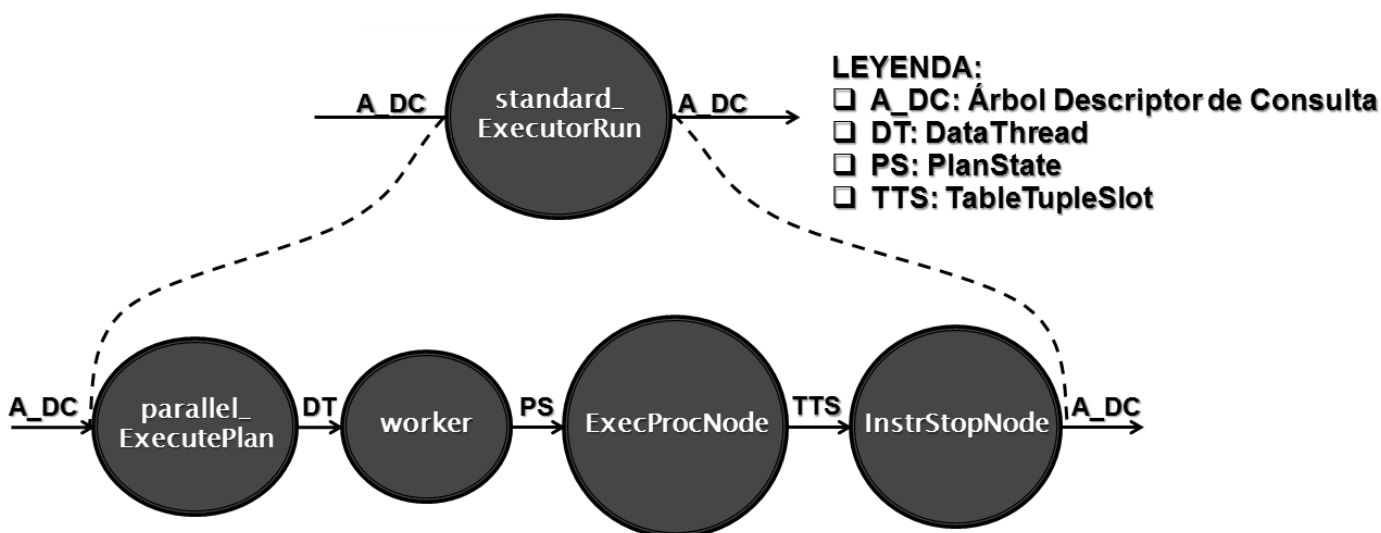 A_DC
standard_
ExecutorRun
A_DC
LEYENDA:
❑ A_DC: Árbol Descriptor de Consulta
❑ DT: DataThread
❑ PS: PlanState
❑ TTS: TableTupleSlot
A_DC
parallel_
ExecutePlan
DT
worker
PS
ExecProcNode
TTS
InstrStopNode
A_DC